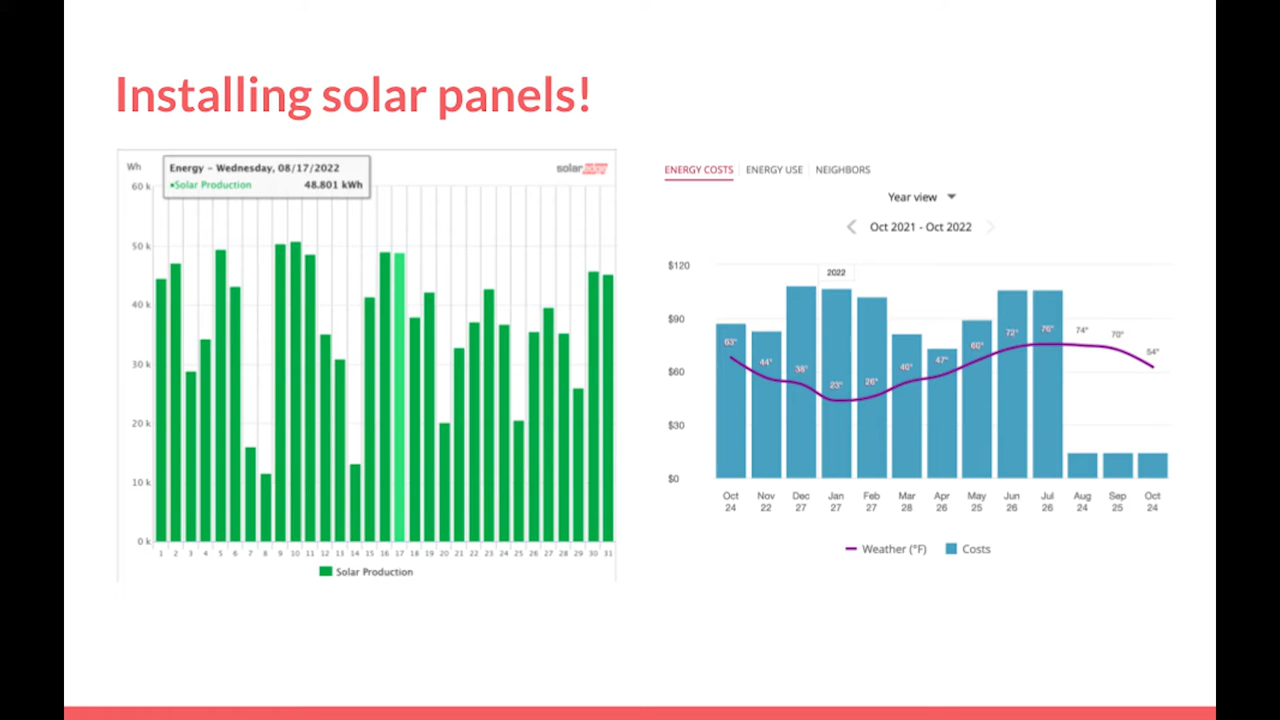 Installing solar panels!
Wh
Energy – Wednesday, 08/17/2022
•Solar Production 48.801 kWh
solaredge
60 k
50 k
40 k
30 k
20 k
10 k
0 k
1 2 3 4 5 6 7 8 9 10 11 12 13 14 15 16 17 18 19 20 21 22 23 24 25 26 27 28 29 30 31
Solar Production
ENERGY COSTS ENERGY USE NEIGHBORS
Year view
Oct 2021 - Oct 2022
$120
2022
$90
$60
$30
$0
63° 44° 38° 23° 26° 40° 47° 60° 72° 76° 74° 70° 54°
Oct Nov Dec Jan Feb Mar Apr May Jun Jul Aug Sep Oct
24 22 27 27 27 28 26 25 26 26 24 25 24
Weather (°F) Costs